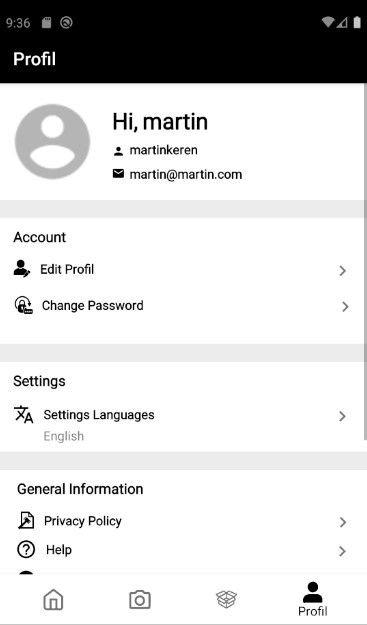 9:36
Profil
Hi, martin
martinkeren
martin@martin.com
Account
Edit Profil
Change Password
Settings
Settings Languages
English
General Information
Privacy Policy
Help
Profil